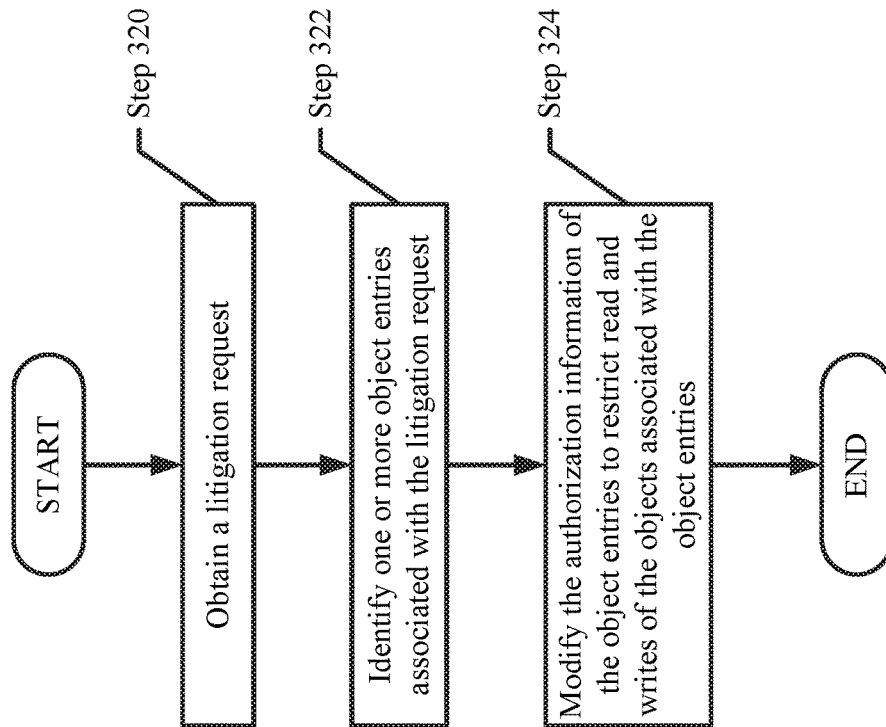 START
Obtain a litigation request
Step 320
Identify one or more object entries
associated with the litigation request
Step 322
Modify the authorization information of
the object entries to restrict read and
writes of the objects associated with the
object entries
Step 324
END